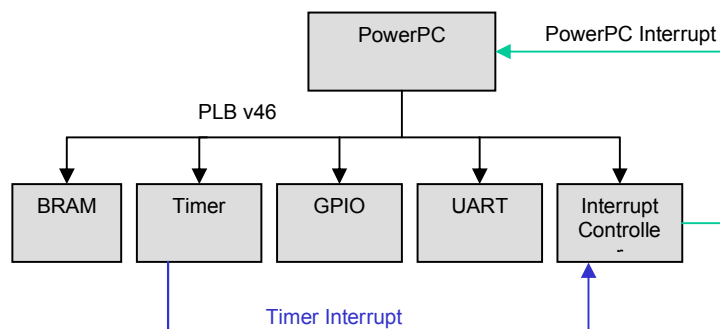 PowerPC
PowerPC Interrupt
PLB v46
BRAM
Timer
GPIO
UART
Interrupt
Controlle
Timer Interrupt